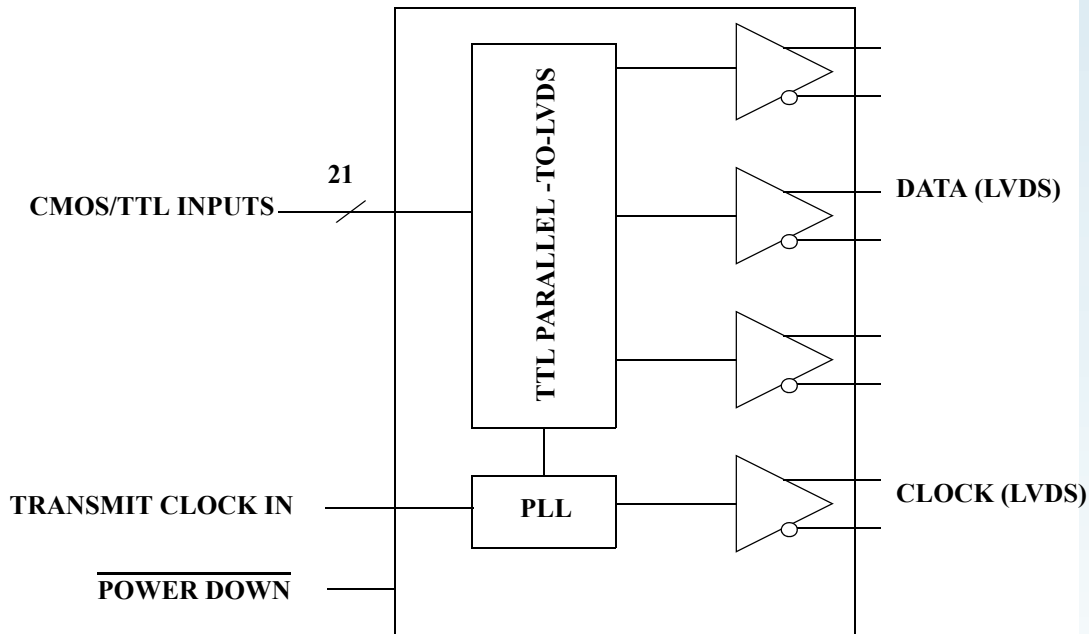 21
CMOS/TTL INPUTS
TTL PARALLEL -TO-LVDS
DATA (LVDS)
TRANSMIT CLOCK IN
PLL
CLOCK (LVDS)
POWER DOWN